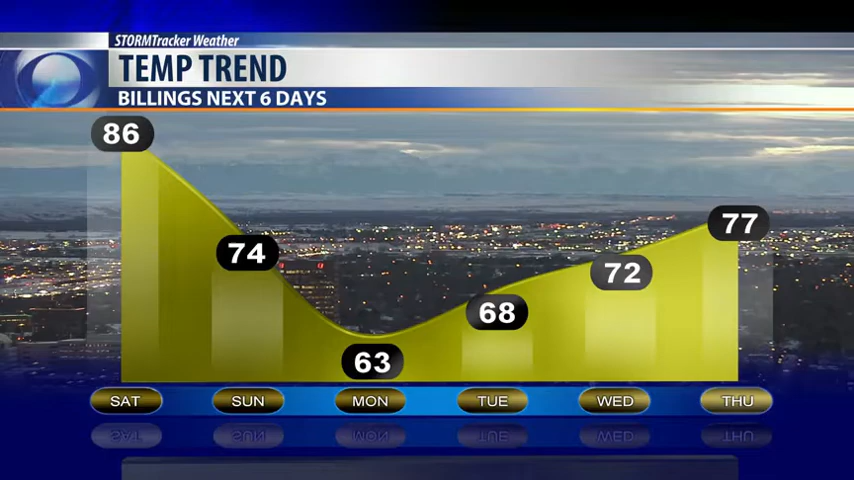 STORMTracker Weather
TEMP TREND
BILLINGS NEXT 6 DAYS
86
74
63
68
72
77
SAT SUN MON TUE WED THU